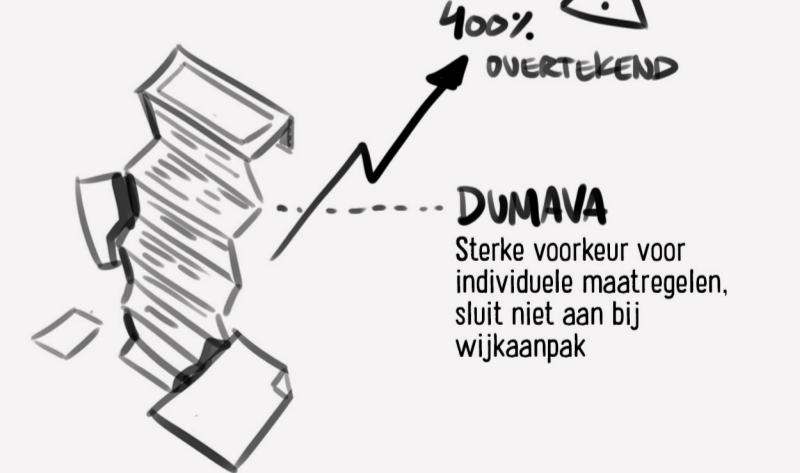 400%
OVERTEKEND
DUMAVA
Sterke voorkeur voor
individuele maatregelen,
sluit niet aan bij
wijkaanpak